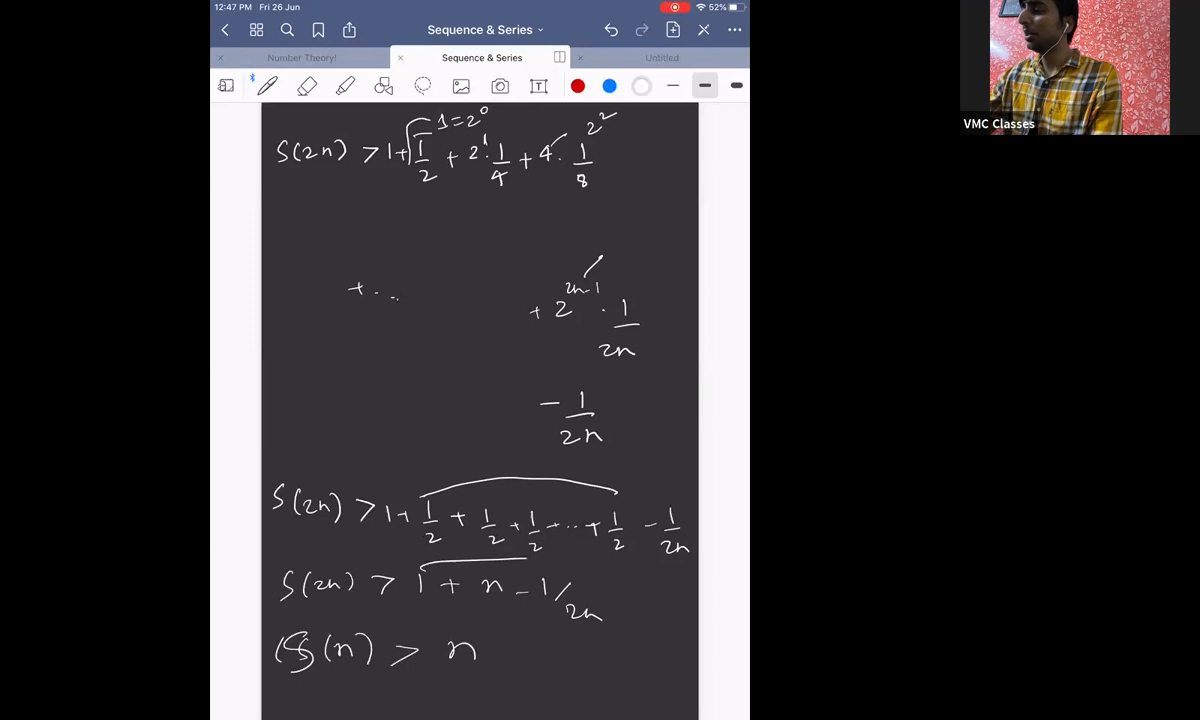 12:47 PM Fri 26 Jun
52%
Sequence & Series
Number Theory!
Sequence & Series
Untitled
T
VMC Classes
1 = 2^0
2^2
S(2n) > 1 + 1/2 + 2^1 · 1/4 + 4 · 1/8
+ ...
+ 2^(2n-1) · 1/2n
- 1/2n
S(2n) > 1 + 1/2 + 1/2 + 1/2 + ... + 1/2 - 1/2n
S(2n) > 1 + n - 1/2n
S(n) > n